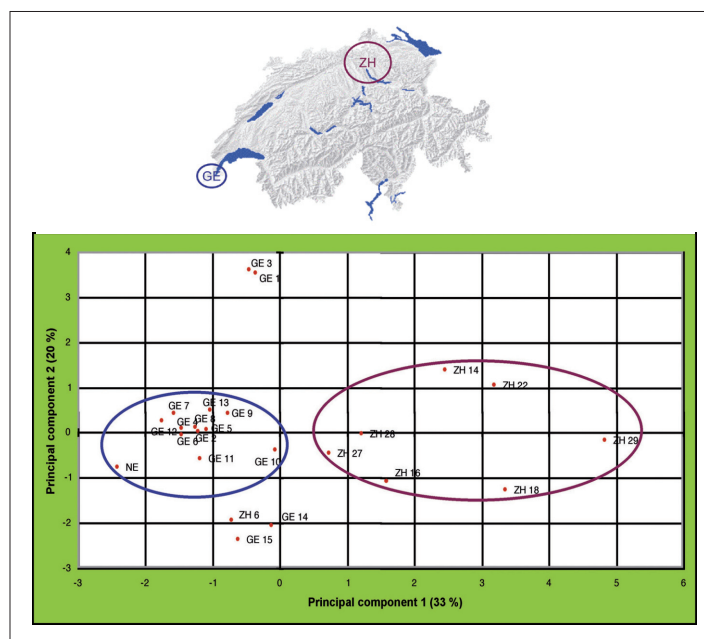 ZH
GE
4
3
2
1
0
-1
-2
-3
Principal component 2 (20 %)
GE 3
GE 1
ZH 14
ZH 22
GE 7
GE 13
GE 9
GE 4
GE 8
GE 12
GE 5
GE 6
GE 2
ZH 28
ZH 29
ZH 27
GE 11
GE 10
NE
ZH 16
ZH 18
ZH 6
GE 14
GE 15
-3 -2 -1 0 1 2 3 4 5 6
Principal component 1 (33 %)